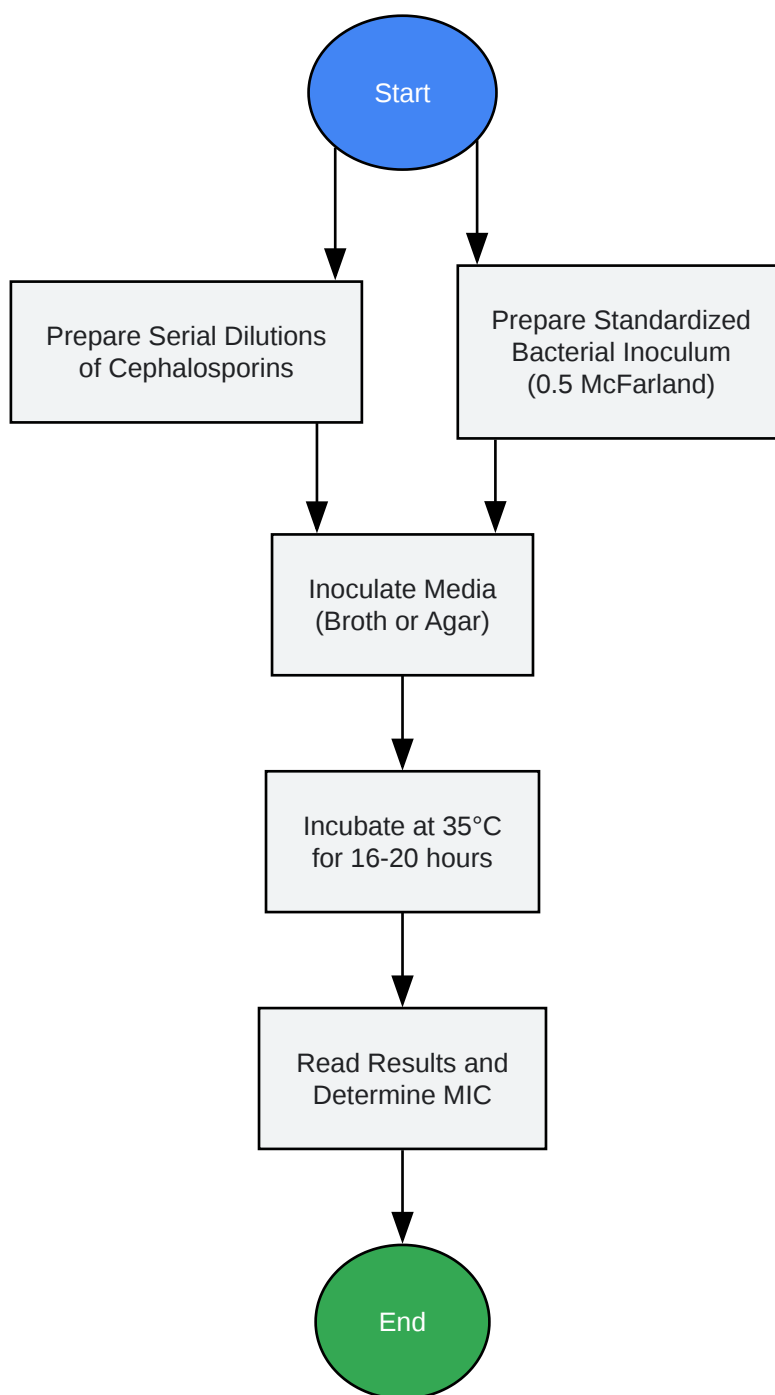 Start
Prepare Serial Dilutions
of Cephalosporins
Prepare Standardized
Bacterial Inoculum
(0.5 McFarland)
Inoculate Media
(Broth or Agar)
Incubate at 35°C
for 16-20 hours
Read Results and
Determine MIC
End